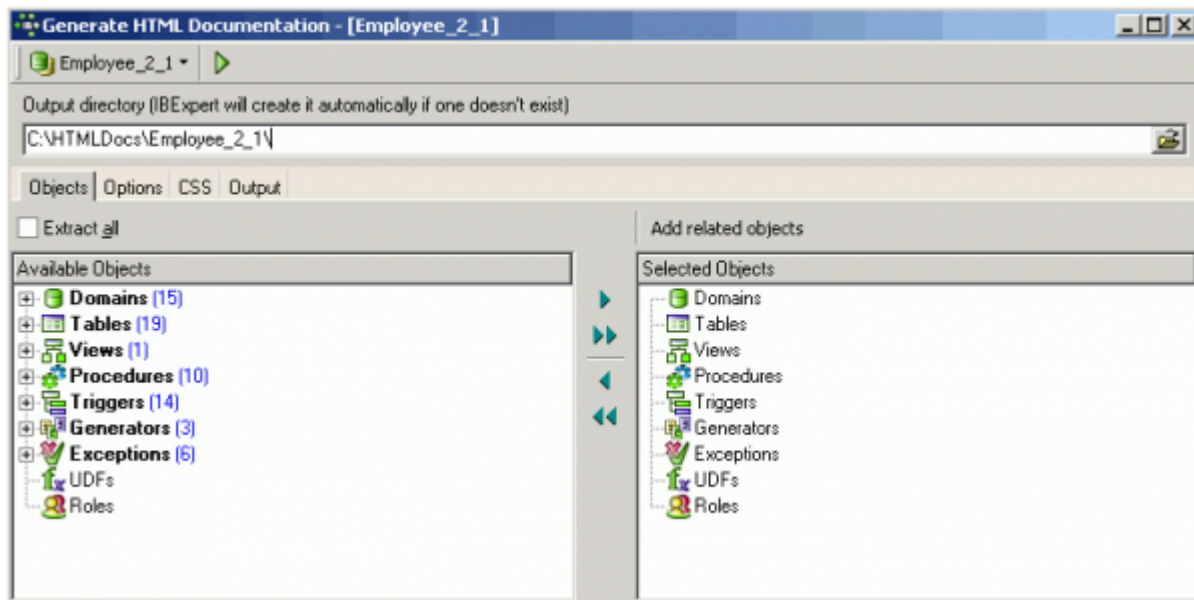 Generate HTML Documentation - [Employee_2_1]
Employee_2_1
Output directory (IBExpert will create it automatically if one doesn't exist)
C:\HTMLDocs\Employee_2_1\
Objects Options CSS Output
Extract all
Add related objects
Available Objects
Domains (15)
Tables (19)
Views (1)
Procedures (10)
Triggers (14)
Generators (3)
Exceptions (6)
UDFs
Roles
Selected Objects
Domains
Tables
Views
Procedures
Triggers
Generators
Exceptions
UDFs
Roles